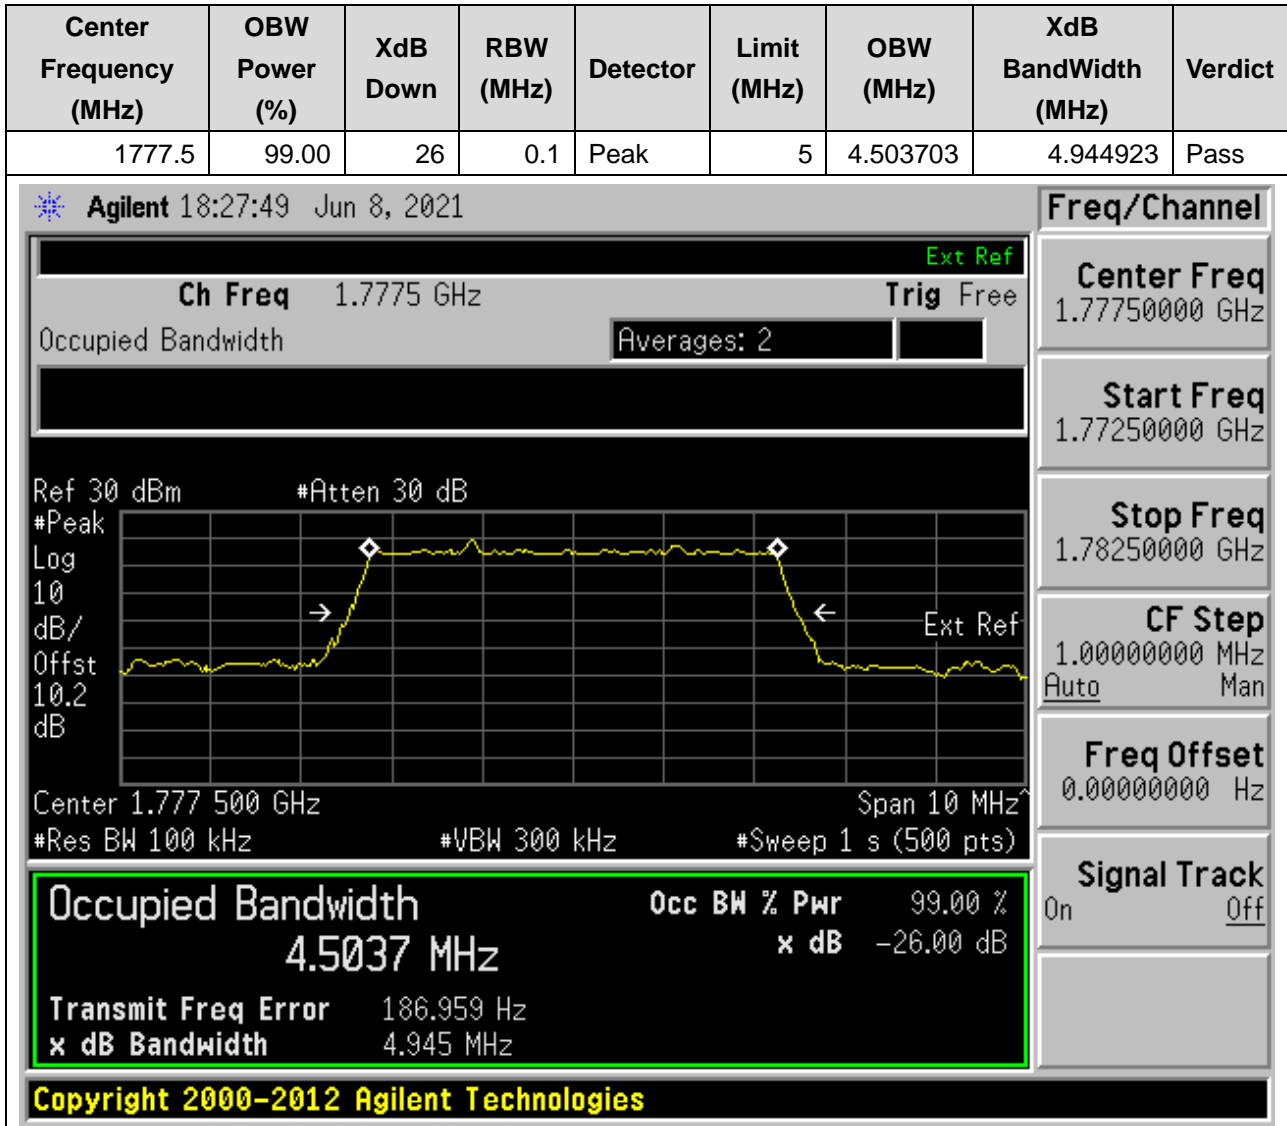 Center Frequency (MHz) OBW Power (%) XdB Down RBW (MHz) Detector Limit (MHz) OBW (MHz) XdB BandWidth (MHz) Verdict
1777.5 99.00 26 0.1 Peak 5 4.503703 4.944923 Pass
Agilent 18:27:49 Jun 8, 2021
Freq/Channel
Ext Ref
Ch Freq 1.7775 GHz Trig Free
Occupied Bandwidth Averages: 2
Center Freq
1.77750000 GHz
Start Freq
1.77250000 GHz
Stop Freq
1.78250000 GHz
CF Step
1.00000000 MHz
Auto Man
Freq Offset
0.00000000 Hz
Signal Track
On Off
Ref 30 dBm #Atten 30 dB
#Peak
Log
10
dB/
Offst
10.2
dB
Ext Ref
Center 1.777 500 GHz Span 10 MHz^
#Res BW 100 kHz #VBW 300 kHz #Sweep 1 s (500 pts)
Occupied Bandwidth
4.5037 MHz
Occ BW % Pwr 99.00 %
x dB -26.00 dB
Transmit Freq Error 186.959 Hz
x dB Bandwidth 4.945 MHz
Copyright 2000-2012 Agilent Technologies